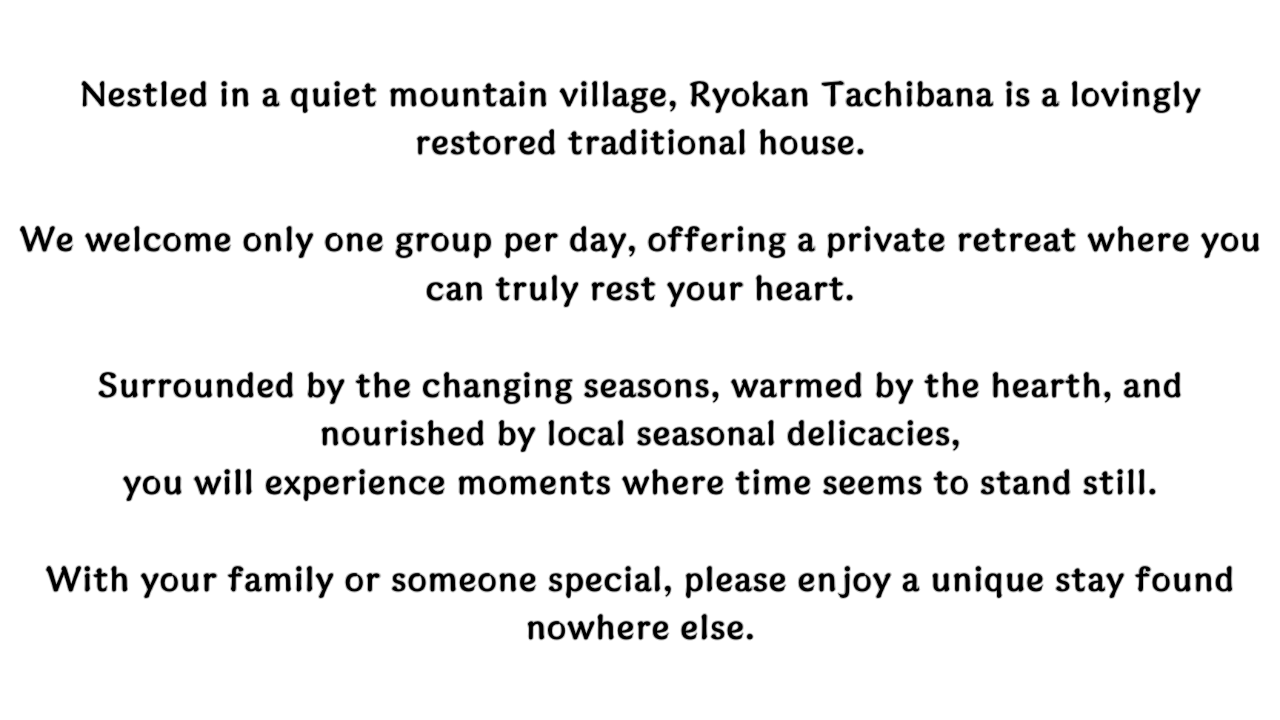 Nestled in a quiet mountain village, Ryokan Tachibana is a lovingly
restored traditional house.
We welcome only one group per day, offering a private retreat where you
can truly rest your heart.
Surrounded by the changing seasons, warmed by the hearth, and
nourished by local seasonal delicacies,
you will experience moments where time seems to stand still.
With your family or someone special, please enjoy a unique stay found
nowhere else.